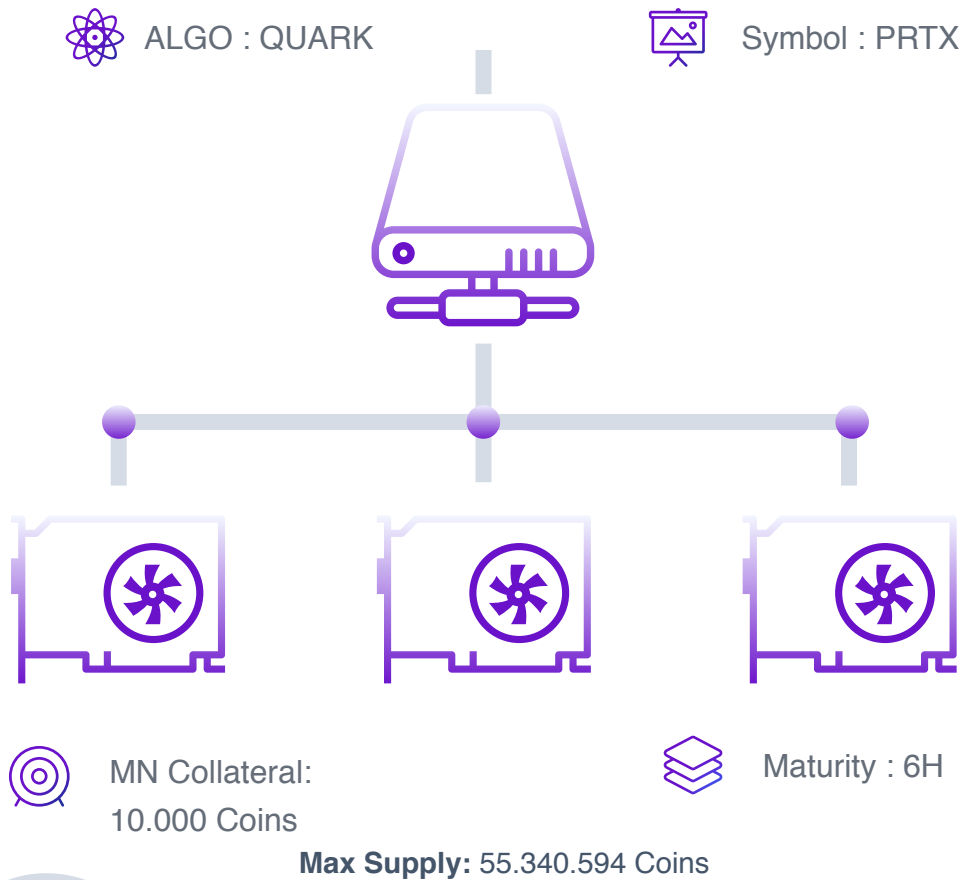 ALGO : QUARK
Symbol : PRTX
MN Collateral:
10.000 Coins
Maturity : 6H
Max Supply: 55.340.594 Coins